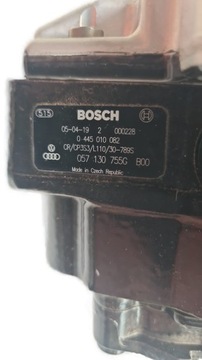 515
BOSCH
05-04-19 2 000228
0 445 010 082
CR/CP3S3/L110/30-789S
057 130 755G B00
Made in Czech Republic